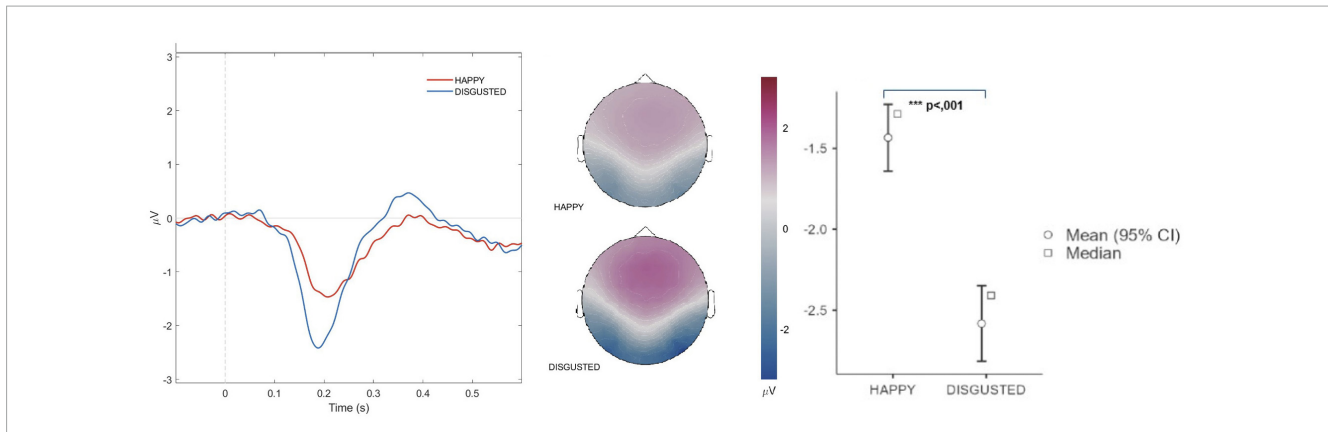 3
2
1
0
-1
-2
-3
µV
0
0.1
0.2
0.3
0.4
0.5
Time (s)
HAPPY
DISGUSTED
HAPPY
DISGUSTED
2
0
-2
µV
*** p<,001
-1.5
-2.0
-2.5
HAPPY DISGUSTED
Mean (95% CI)
Median